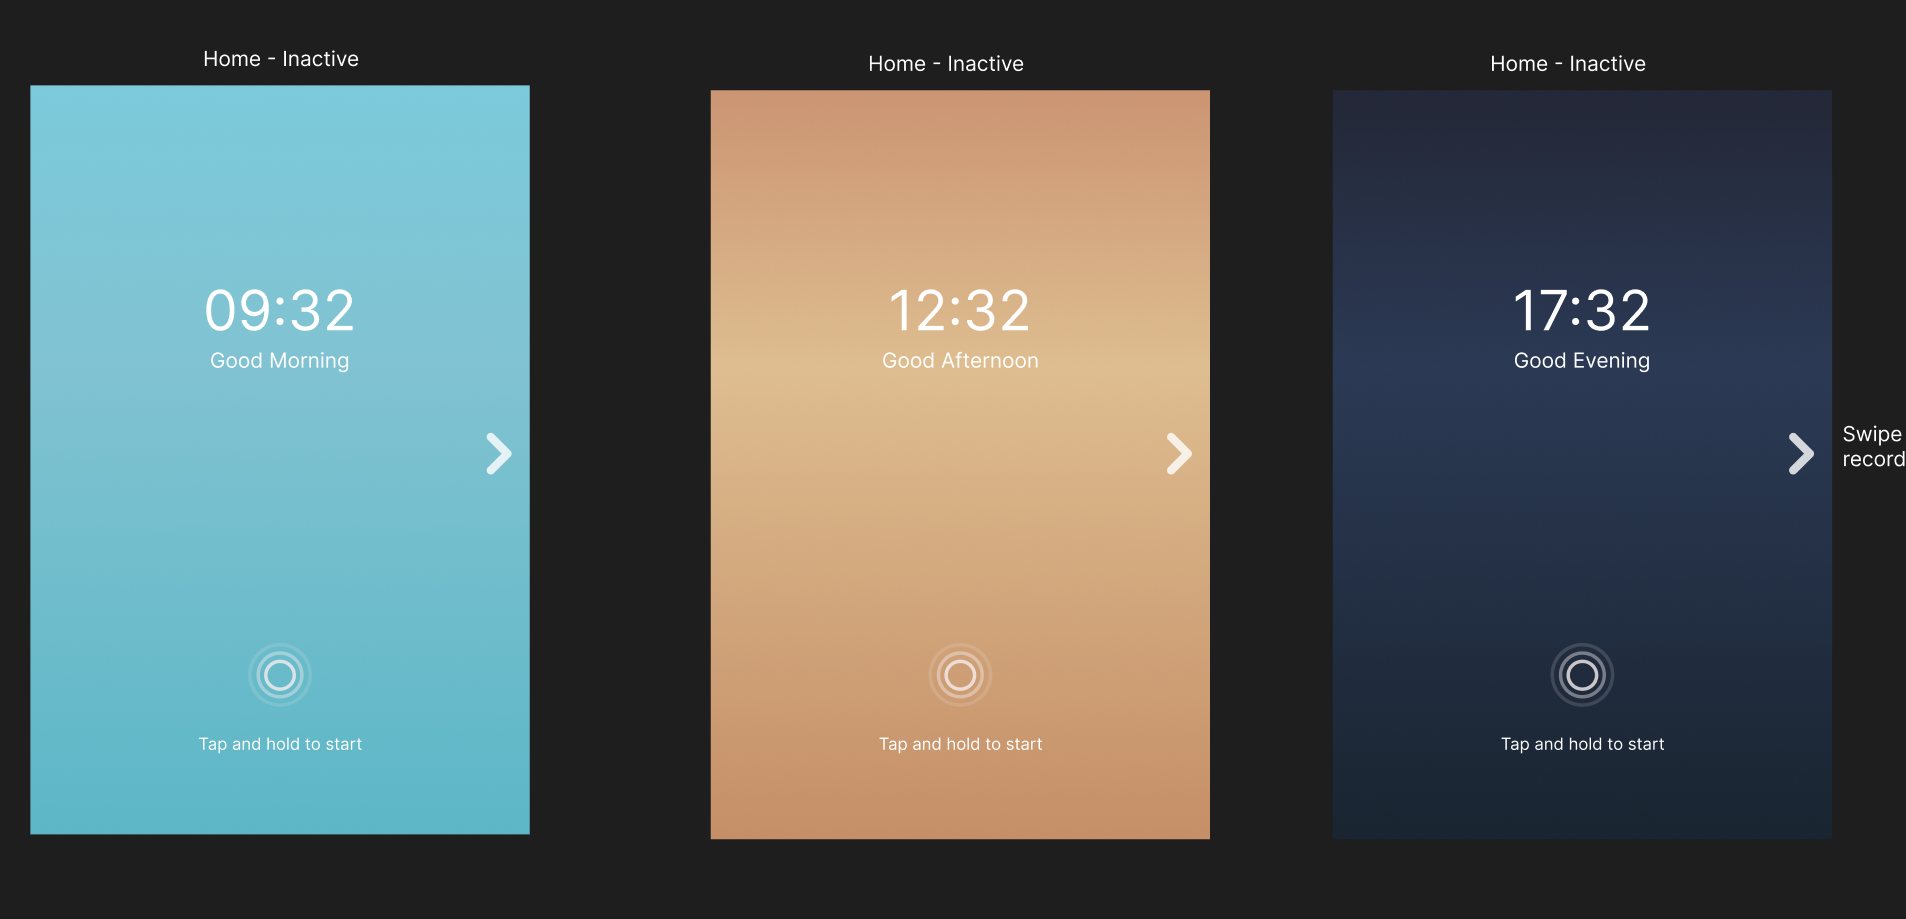 Home - Inactive
09:32
Good Morning
Tap and hold to start
Home - Inactive
12:32
Good Afternoon
Tap and hold to start
Home - Inactive
17:32
Good Evening
Tap and hold to start
Swipe
record